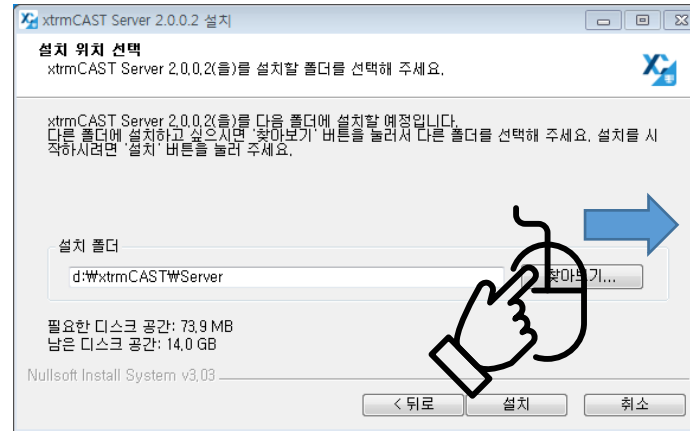 xtrmCAST Server 2.0.0.2 설치
설치 위치 선택
xtrmCAST Server 2.0.0.2(을)를 설치할 폴더를 선택해 주세요.
xtrmCAST Server 2.0.0.2(을)를 다음 폴더에 설치할 예정입니다.
다른 폴더에 설치하고 싶으시면 '찾아보기' 버튼을 눌러서 다른 폴더를 선택해 주세요. 설치를 시
작하시려면 '설치' 버튼을 눌러 주세요.
설치 폴더
d:₩xtrmCAST₩Server
찾아보기...
필요한 디스크 공간: 73.9 MB
남은 디스크 공간: 14.0 GB
Nullsoft Install System v3.03
< 뒤로
설치
취소